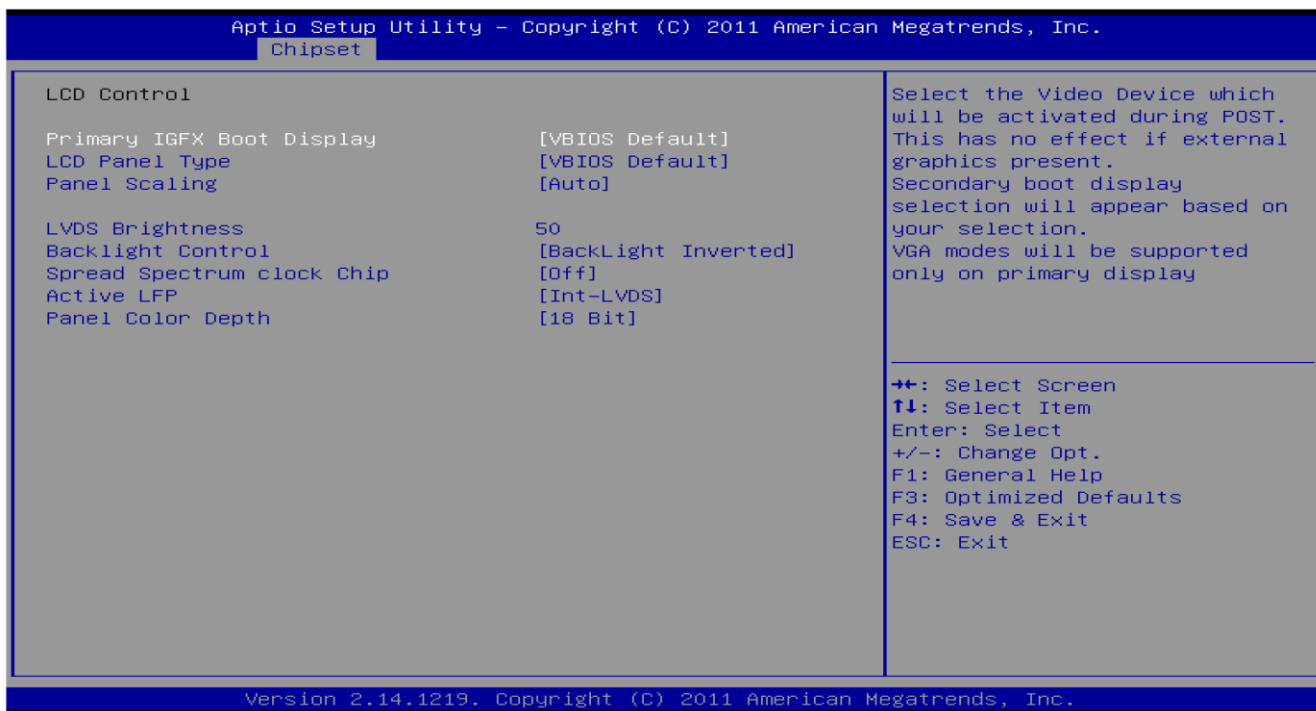 Aptio Setup Utility – Copyright (C) 2011 American Megatrends, Inc.
Chipset
LCD Control
Primary IGFX Boot Display [VBIOS Default]
LCD Panel Type [VBIOS Default]
Panel Scaling [Auto]
LVDS Brightness 50
Backlight Control [BackLight Inverted]
Spread Spectrum clock Chip [Off]
Active LFP [Int-LVDS]
Panel Color Depth [18 Bit]
Select the Video Device which
will be activated during POST.
This has no effect if external
graphics present.
Secondary boot display
selection will appear based on
your selection.
VGA modes will be supported
only on primary display
→←: Select Screen
↑↓: Select Item
Enter: Select
+/-: Change Opt.
F1: General Help
F3: Optimized Defaults
F4: Save & Exit
ESC: Exit
Version 2.14.1219. Copyright (C) 2011 American Megatrends, Inc.